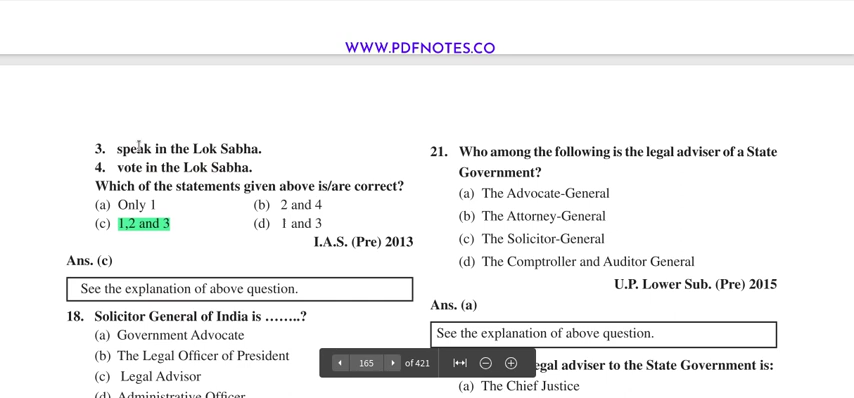 WWW.PDFNOTES.CO
3. speak in the Lok Sabha.
4. vote in the Lok Sabha.
Which of the statements given above is/are correct?
(a) Only 1 (b) 2 and 4
(c) 1,2 and 3 (d) 1 and 3
I.A.S. (Pre) 2013
Ans. (c)
See the explanation of above question.
18. Solicitor General of India is ……..?
(a) Government Advocate
(b) The Legal Officer of President
(c) Legal Advisor
(d) Administrative Officer
21. Who among the following is the legal adviser of a State
Government?
(a) The Advocate-General
(b) The Attorney-General
(c) The Solicitor-General
(d) The Comptroller and Auditor General
U.P. Lower Sub. (Pre) 2015
Ans. (a)
See the explanation of above question.
egal adviser to the State Government is:
(a) The Chief Justice
165 of 421